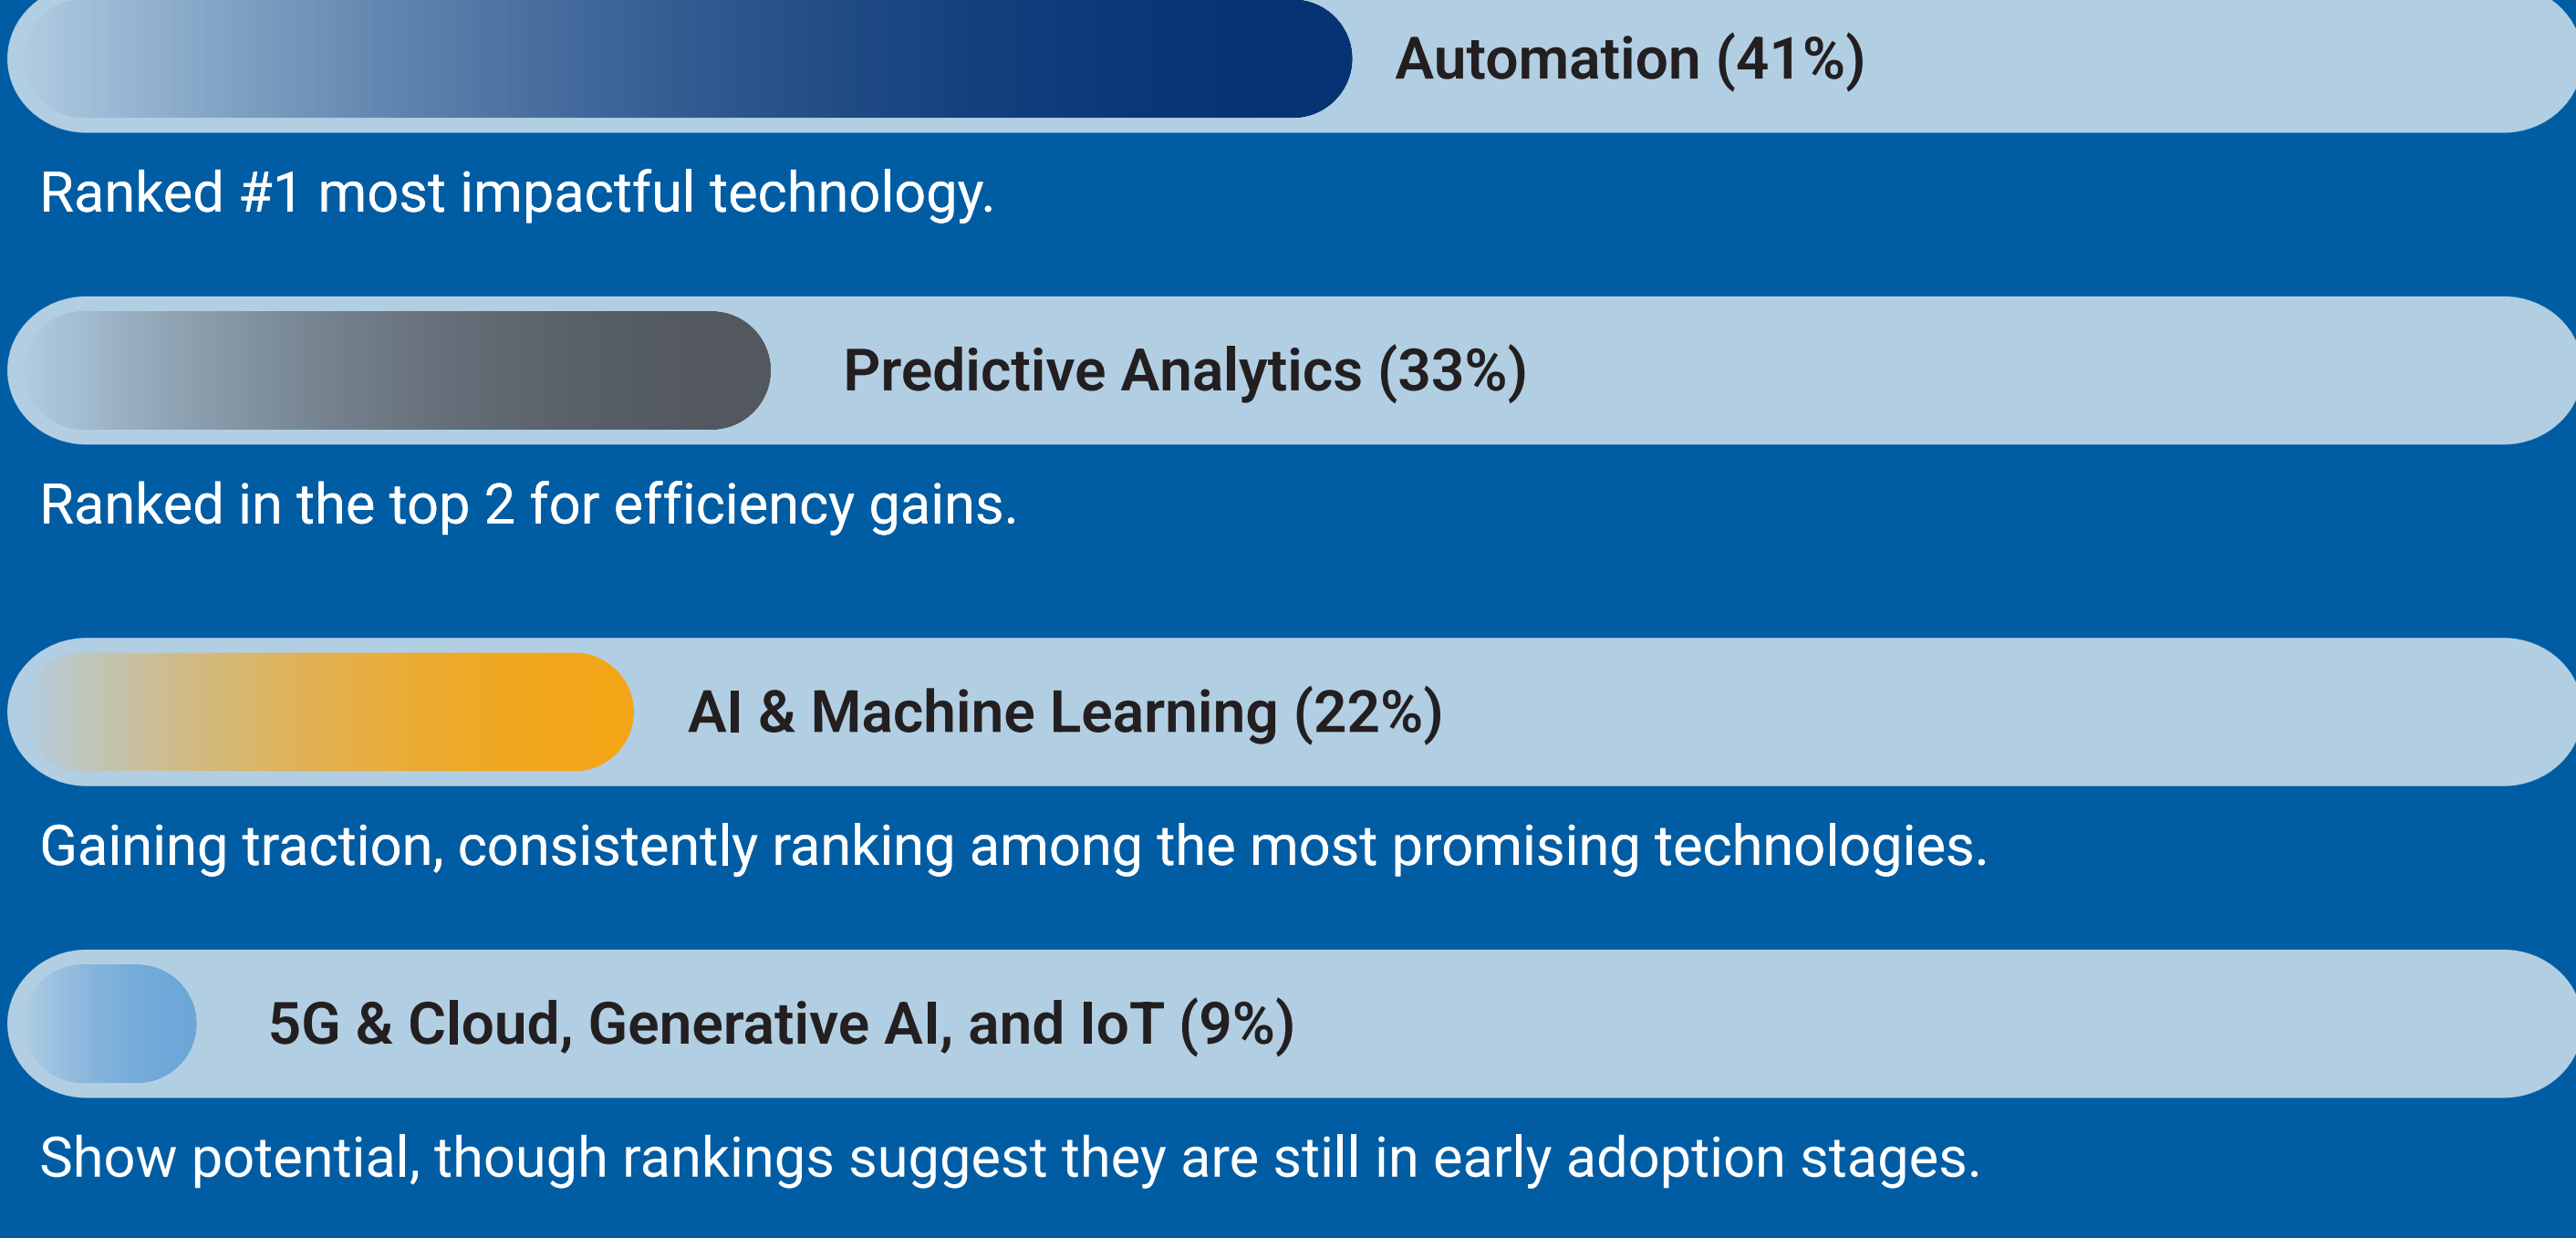 Automation (41%)
Ranked #1 most impactful technology.
Predictive Analytics (33%)
Ranked in the top 2 for efficiency gains.
AI & Machine Learning (22%)
Gaining traction, consistently ranking among the most promising technologies.
5G & Cloud, Generative AI, and IoT (9%)
Show potential, though rankings suggest they are still in early adoption stages.